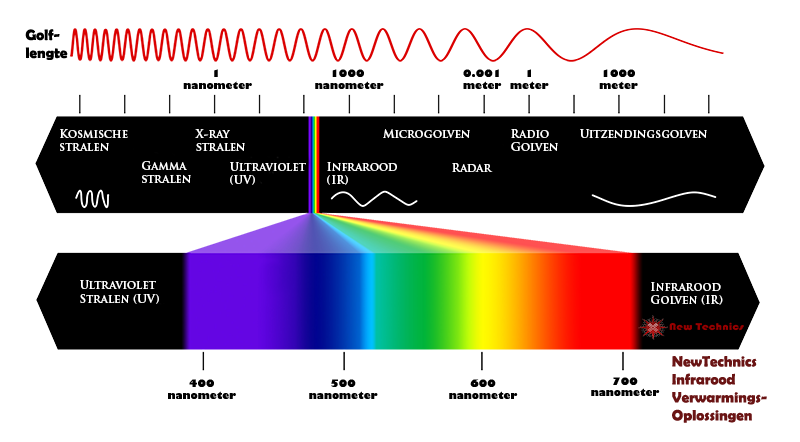 Golf-
lengte
1
nanometer
1000
nanometer
0.001
meter
1
meter
1000
meter
Kosmische
stralen
Gamma
stralen
X-ray
stralen
Ultraviolet
(UV)
Infrarood
(IR)
Microgolven
Radar
Radio
Golven
Uitzendingsgolven
Ultraviolet
Stralen (UV)
Infrarood
Golven (IR)
New Technics
400
nanometer
500
nanometer
600
nanometer
700
nanometer
NewTechnics
Infrarood
Verwarmings-
Oplossingen